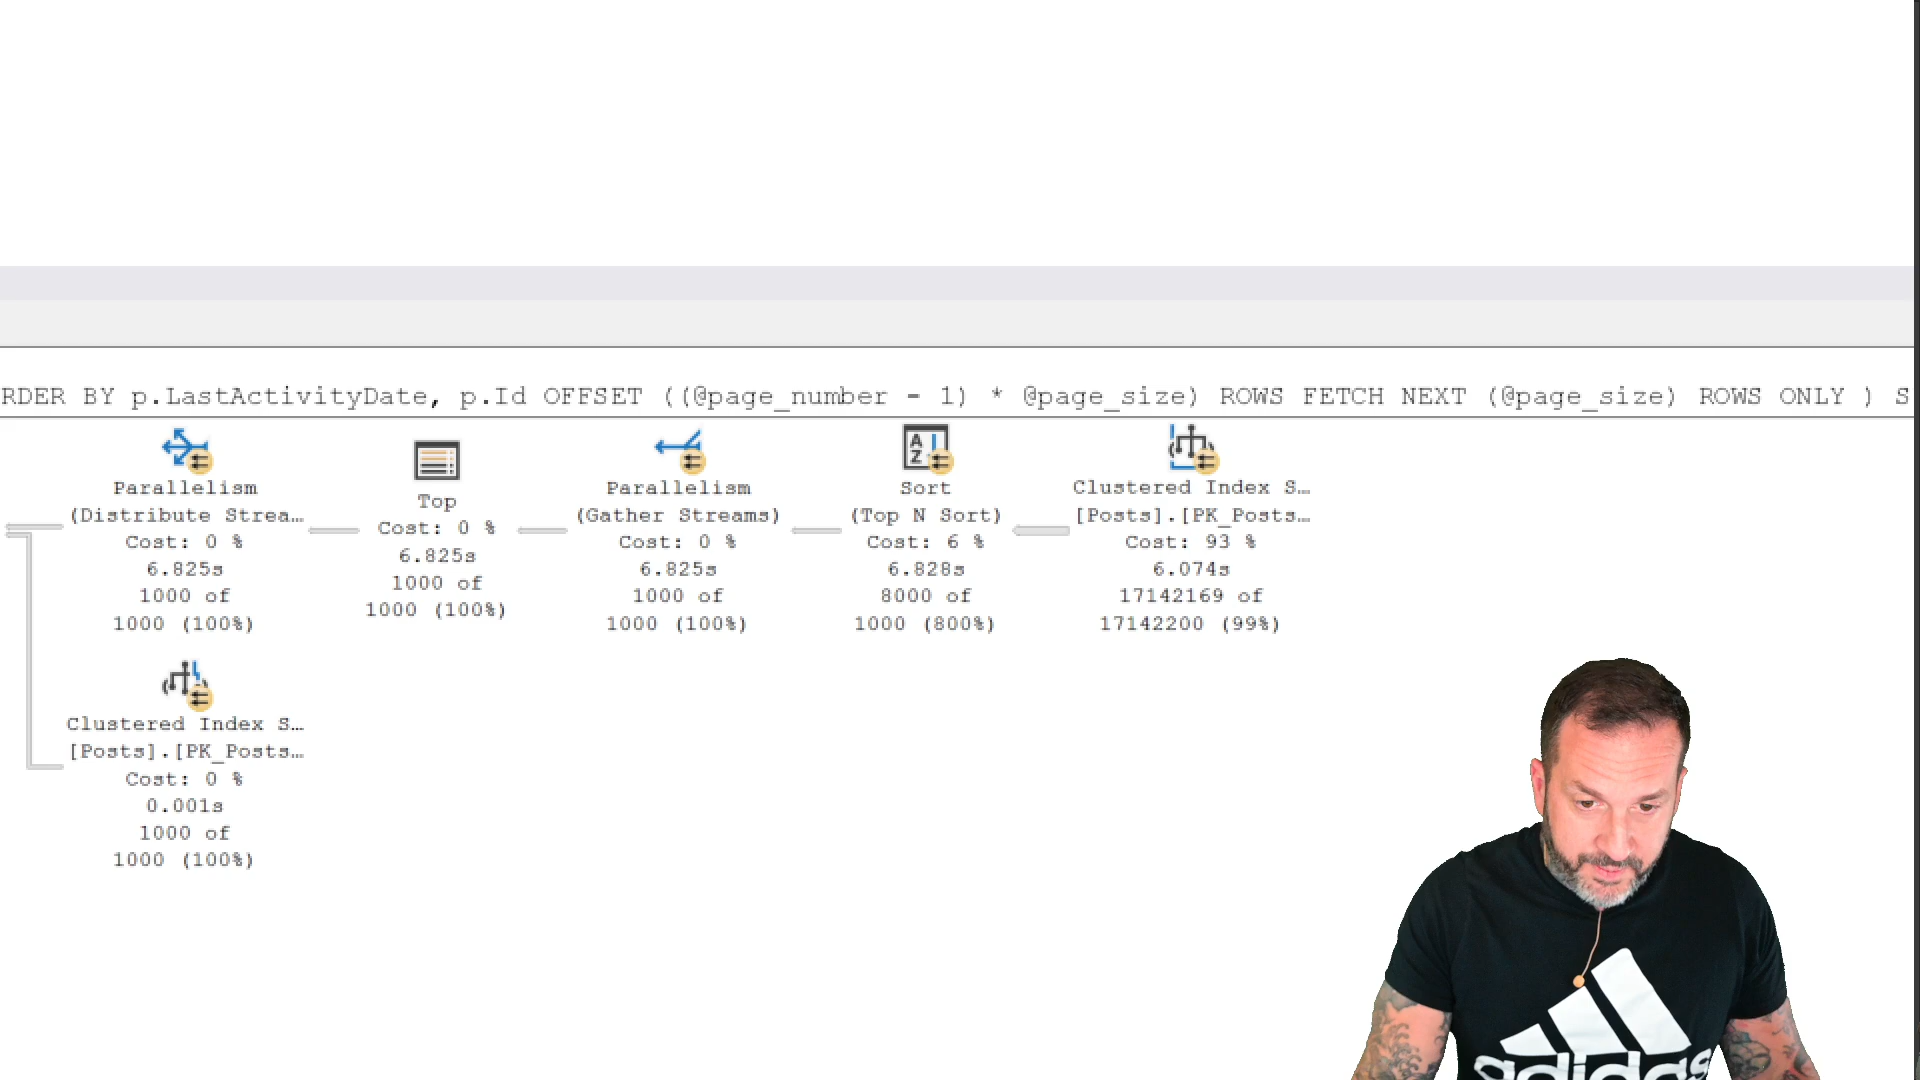 RDER BY p.LastActivityDate, p.Id OFFSET ((@page_number - 1) * @page_size) ROWS FETCH NEXT (@page_size) ROWS ONLY ) S
Parallelism
(Distribute Strea...
Cost: 0 %
6.825s
1000 of
1000 (100%)
Top
Cost: 0 %
6.825s
1000 of
1000 (100%)
Parallelism
(Gather Streams)
Cost: 0 %
6.825s
1000 of
1000 (100%)
Sort
(Top N Sort)
Cost: 6 %
6.828s
8000 of
1000 (800%)
Clustered Index S...
[Posts].[PK_Posts...
Cost: 93 %
6.074s
17142169 of
17142200 (99%)
Clustered Index S...
[Posts].[PK_Posts...
Cost: 0 %
0.001s
1000 of
1000 (100%)
adidas